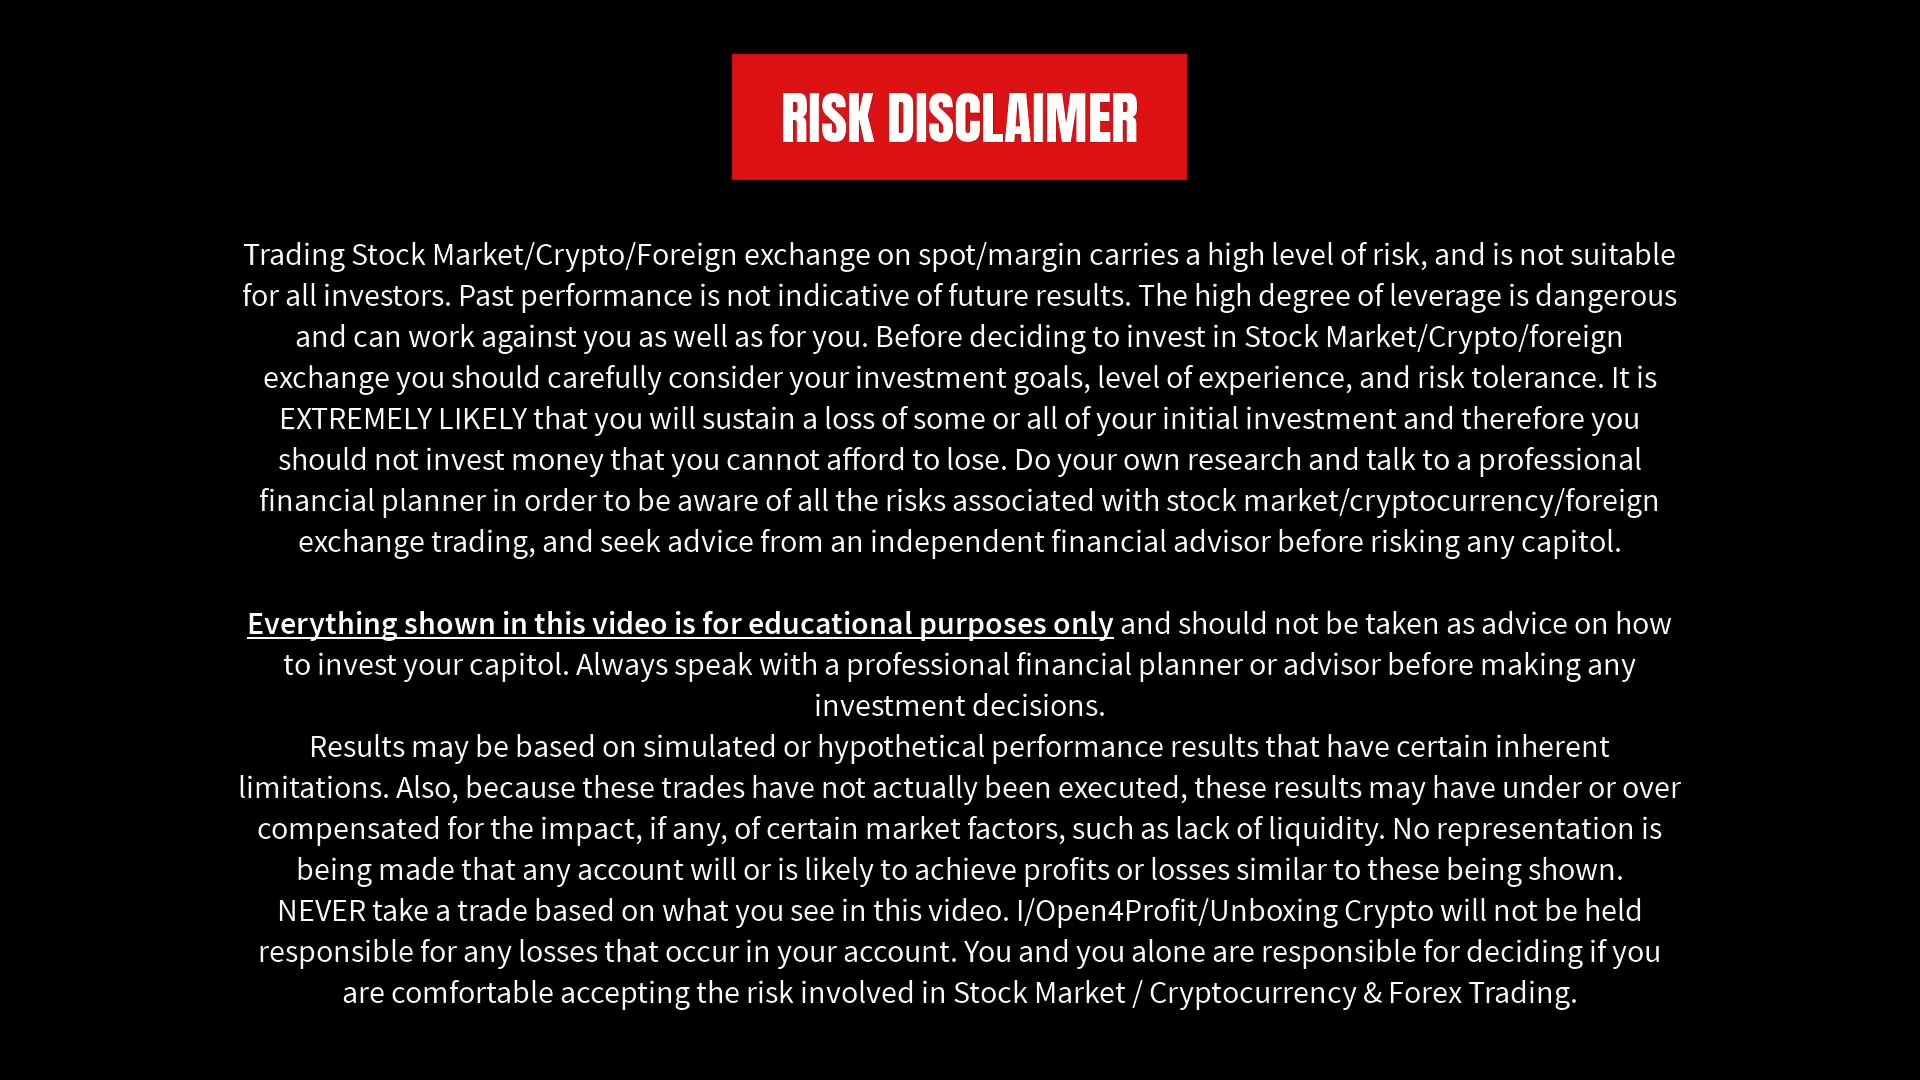 RISK DISCLAIMER
Trading Stock Market/Crypto/Foreign exchange on spot/margin carries a high level of risk, and is not suitable
for all investors. Past performance is not indicative of future results. The high degree of leverage is dangerous
and can work against you as well as for you. Before deciding to invest in Stock Market/Crypto/foreign
exchange you should carefully consider your investment goals, level of experience, and risk tolerance. It is
EXTREMELY LIKELY that you will sustain a loss of some or all of your initial investment and therefore you
should not invest money that you cannot afford to lose. Do your own research and talk to a professional
financial planner in order to be aware of all the risks associated with stock market/cryptocurrency/foreign
exchange trading, and seek advice from an independent financial advisor before risking any capitol.
Everything shown in this video is for educational purposes only and should not be taken as advice on how
to invest your capitol. Always speak with a professional financial planner or advisor before making any
investment decisions.
Results may be based on simulated or hypothetical performance results that have certain inherent
limitations. Also, because these trades have not actually been executed, these results may have under or over
compensated for the impact, if any, of certain market factors, such as lack of liquidity. No representation is
being made that any account will or is likely to achieve profits or losses similar to these being shown.
NEVER take a trade based on what you see in this video. I/Open4Profit/Unboxing Crypto will not be held
responsible for any losses that occur in your account. You and you alone are responsible for deciding if you
are comfortable accepting the risk involved in Stock Market / Cryptocurrency & Forex Trading.